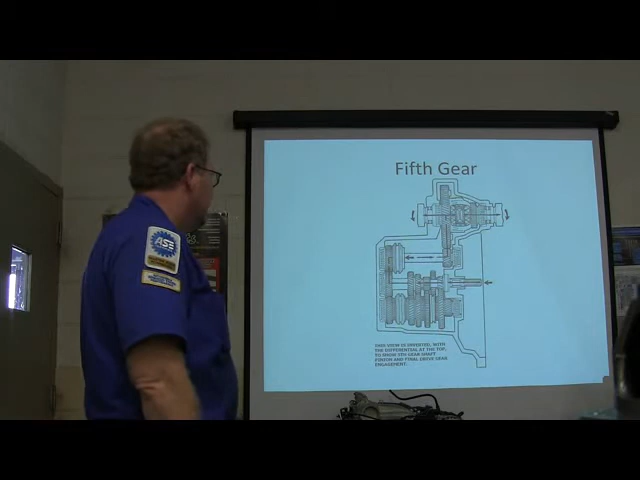 Fifth Gear
THIS VIEW IS INVERTED, WITH
THE DIFFERENTIAL AT THE TOP,
TO SHOW 5TH GEAR SHAFT
PINION AND FINAL DRIVE GEAR
ENGAGEMENT.
ASE